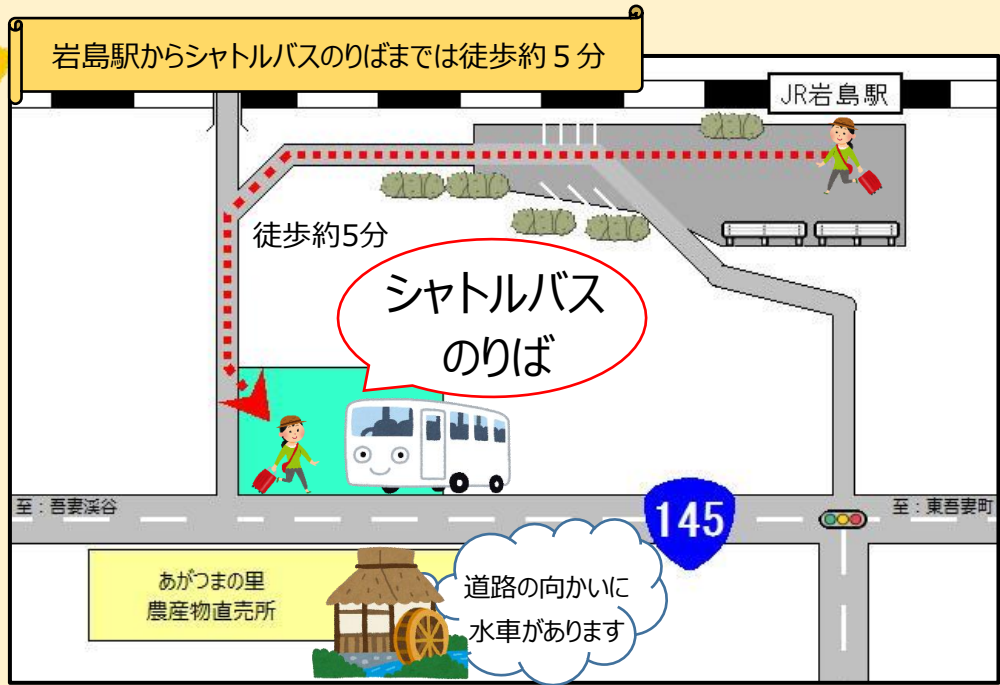 岩島駅からシャトルバスのりばまでは徒歩約５分
JR岩島駅
徒歩約5分
シャトルバス
のりば
至：吾妻渓谷
145
至：東吾妻町
あがつまの里
農産物直売所
道路の向かいに
水車があります